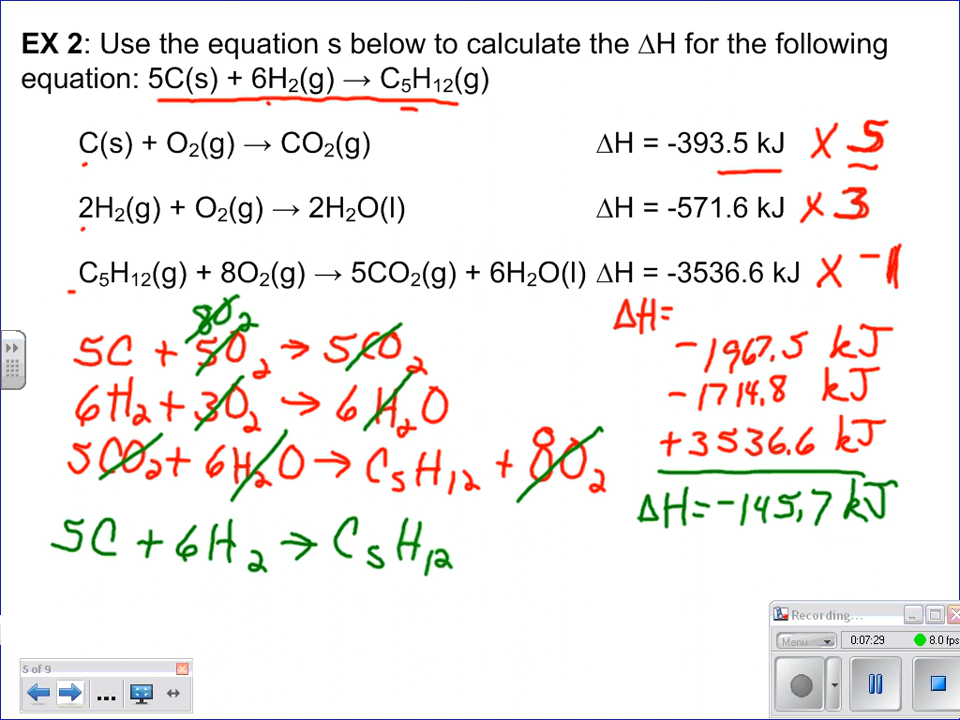 EX 2: Use the equation s below to calculate the ΔH for the following
equation: 5C(s) + 6H₂(g) → C₅H₁₂(g)
C(s) + O₂(g) → CO₂(g) ΔH = -393.5 kJ x 5
2H₂(g) + O₂(g) → 2H₂O(l) ΔH = -571.6 kJ x 3
C₅H₁₂(g) + 8O₂(g) → 5CO₂(g) + 6H₂O(l) ΔH = -3536.6 kJ x -1
8O₂
ΔH=
5C + 5O₂ → 5CO₂ -1967.5 kJ
6H₂ + 3O₂ → 6H₂O -1714.8 kJ
5CO₂ + 6H₂O → C₅H₁₂ + 8O₂ +3536.6 kJ
ΔH = -145.7 kJ
5C + 6H₂ → C₅H₁₂
Recording...
Menu 0:07:29 8.0 fps
5 of 9
...